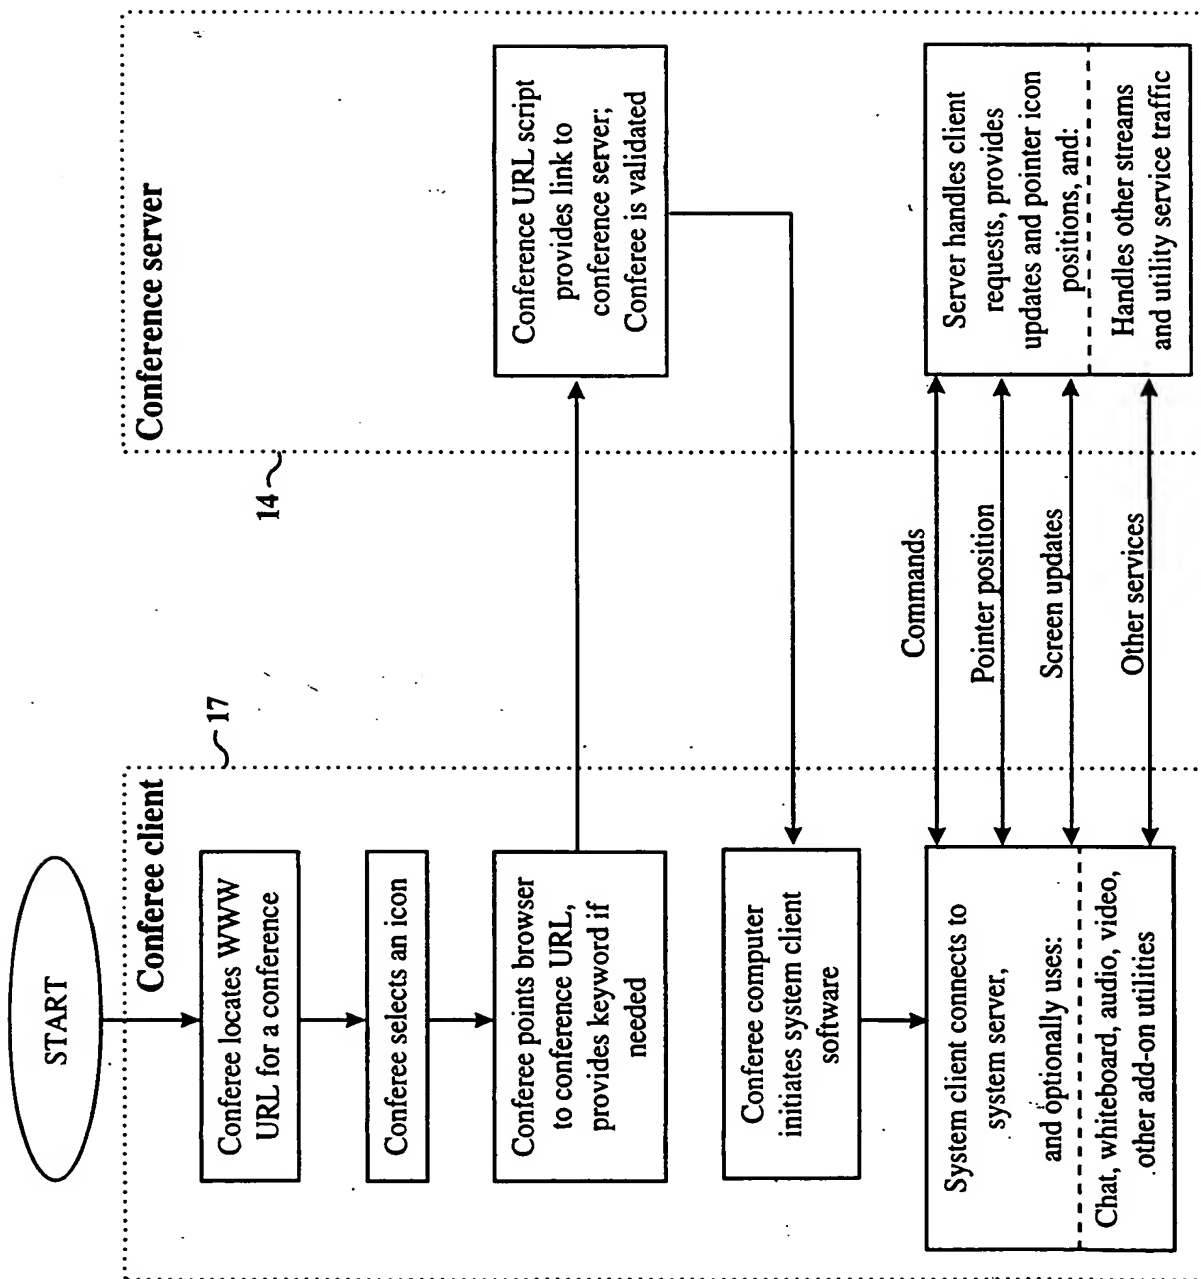 START
Conferee client
17
Conferee locates WWW
URL for a conference
Conferee selects an icon
Conferee points browser
to conference URL,
provides keyword if
needed
Conferee computer
initiates system client
software
System client connects to
system server,
and optionally uses:
Chat, whiteboard, audio, video,
other add-on utilities
Commands
Pointer position
Screen updates
Other services
14
Conference server
Conference URL script
provides link to
conference server;
Conferee is validated
Server handles client
requests, provides
updates and pointer icon
positions, and:
Handles other streams
and utility service traffic